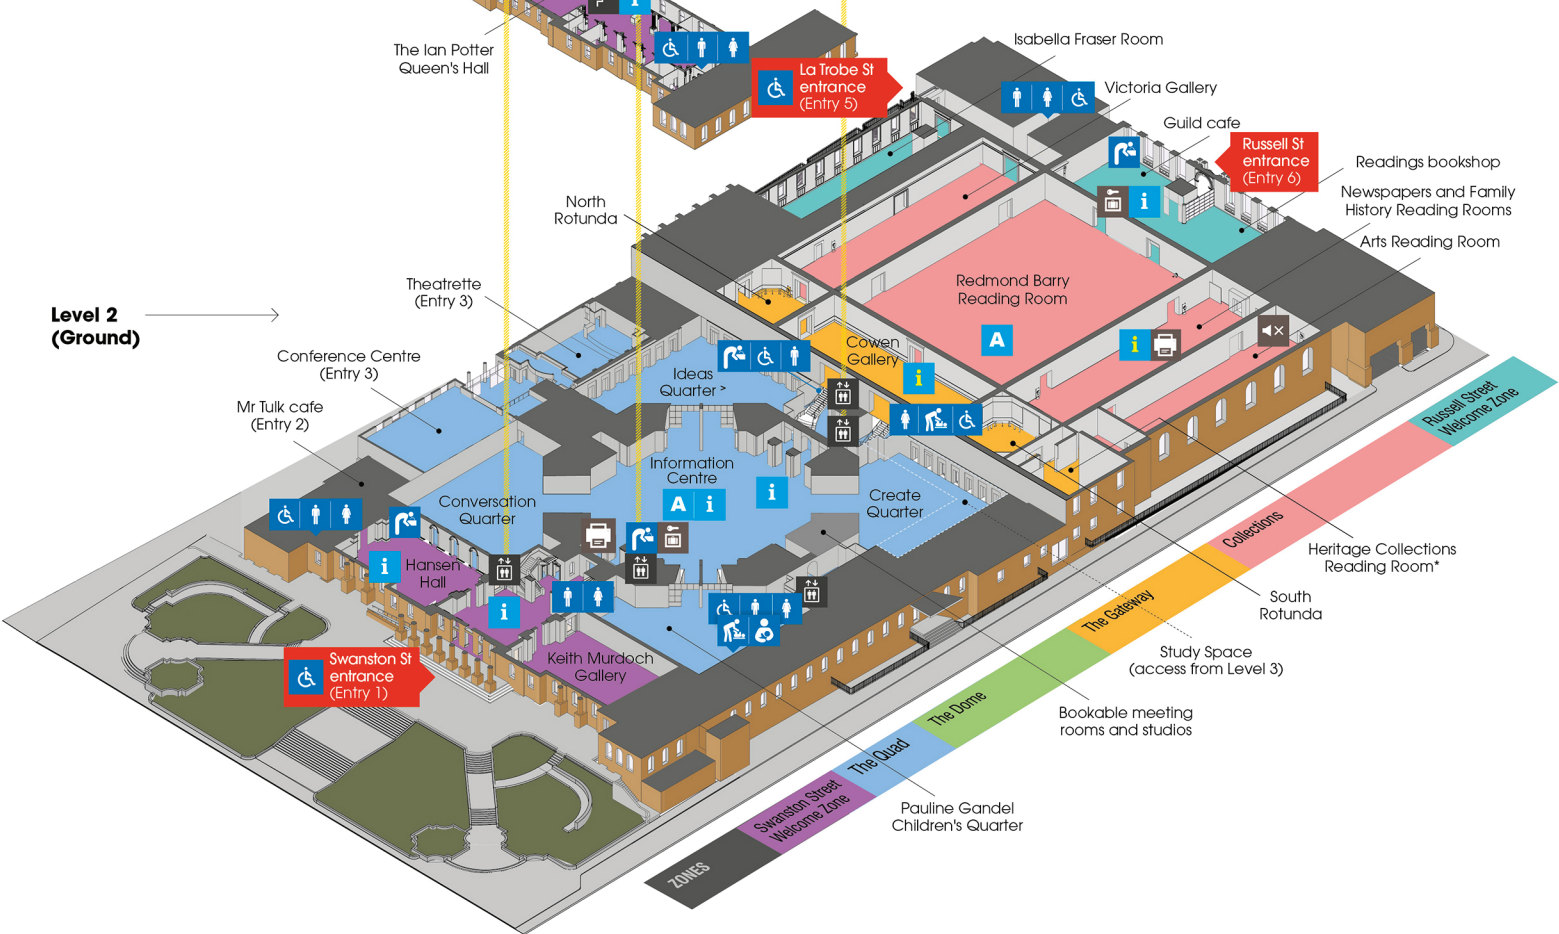 The Ian Potter
Queen's Hall
La Trobe St
entrance
(Entry 5)
Isabella Fraser Room
Victoria Gallery
Guild cafe
Russell St
entrance
(Entry 6)
Readings bookshop
Newspapers and Family
History Reading Rooms
Arts Reading Room
North
Rotunda
Redmond Barry
Reading Room
A
i
i
Theatrette
(Entry 3)
Level 2
(Ground)
Conference Centre
(Entry 3)
Mr Tulk cafe
(Entry 2)
Cowen
Gallery
i
Ideas
Quarter >
Information
Centre
A i
i
Conversation
Quarter
Create
Quarter
Hansen
Hall
i
i
Keith Murdoch
Gallery
Swanston St
entrance
(Entry 1)
Heritage Collections
Reading Room*
South
Rotunda
Study Space
(access from Level 3)
Bookable meeting
rooms and studios
Pauline Gandel
Children's Quarter
ZONES
Swanston Street
Welcome Zone
The Quad
The Dome
The Gateway
Collections
Russell Street
Welcome Zone